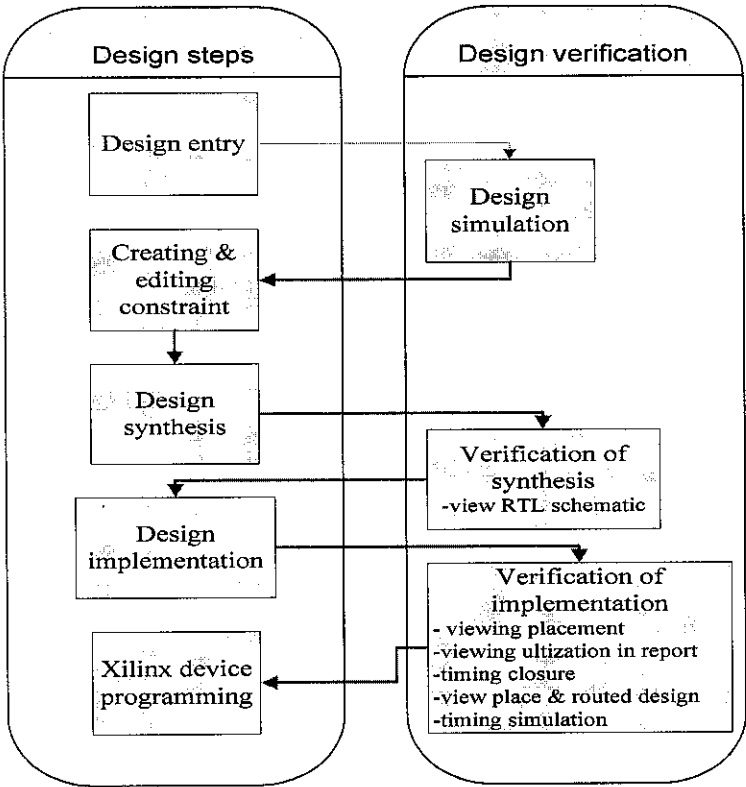 Design steps
Design verification
Design entry
Design
simulation
Creating &
editing
constraint
Design
synthesis
Verification of
synthesis
-view RTL schematic
Design
implementation
Verification of
implementation
- viewing placement
-viewing ultization in report
-timing closure
-view place & routed design
-timing simulation
Xilinx device
programming